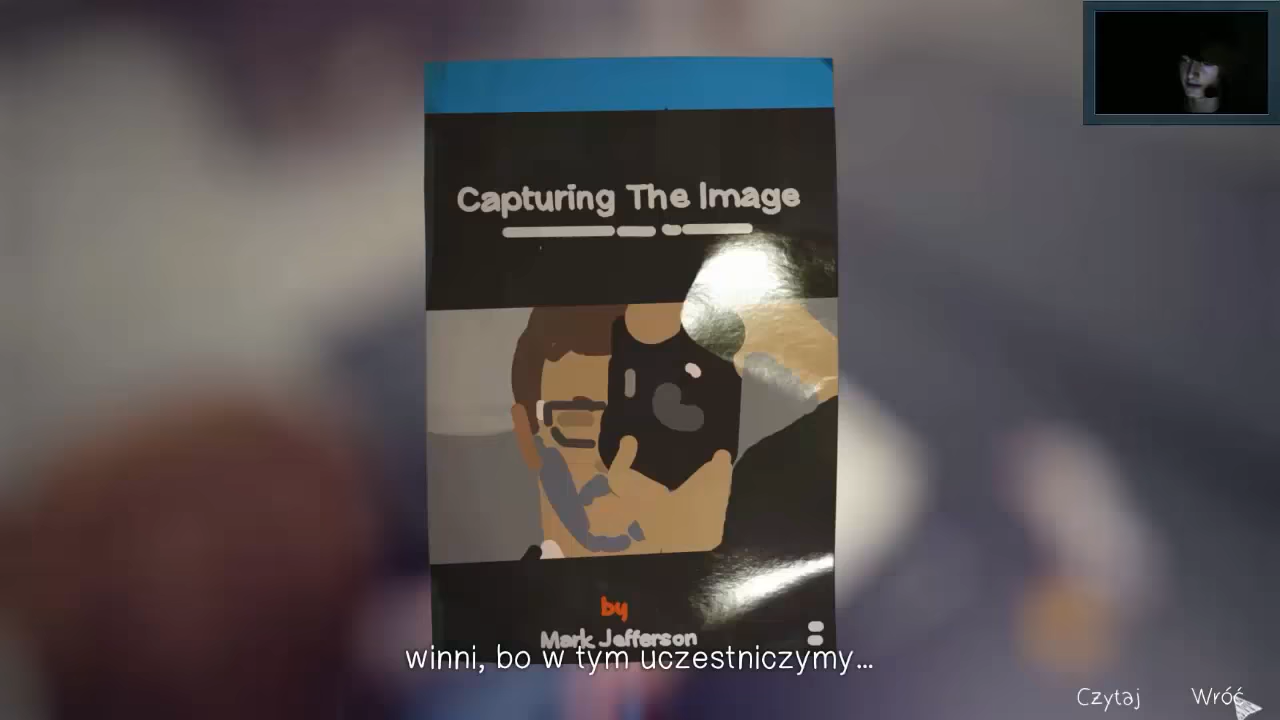 Capturing The Image
by
Mark Jefferson
winni, bo w tym uczestniczymy...
Czytaj Wróć